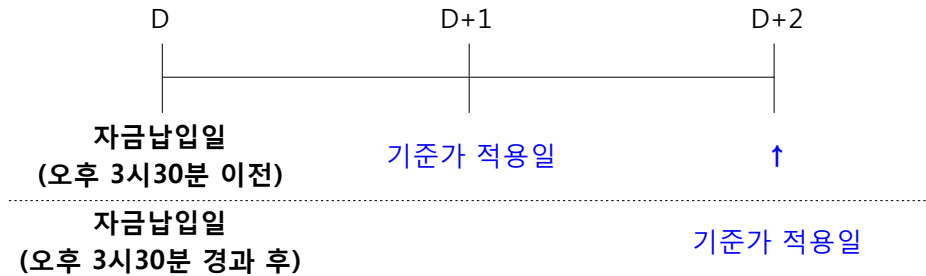 D D+1 D+2
자금납입일
(오후 3시30분 이전)
기준가 적용일
↑
자금납입일
(오후 3시30분 경과 후)
기준가 적용일